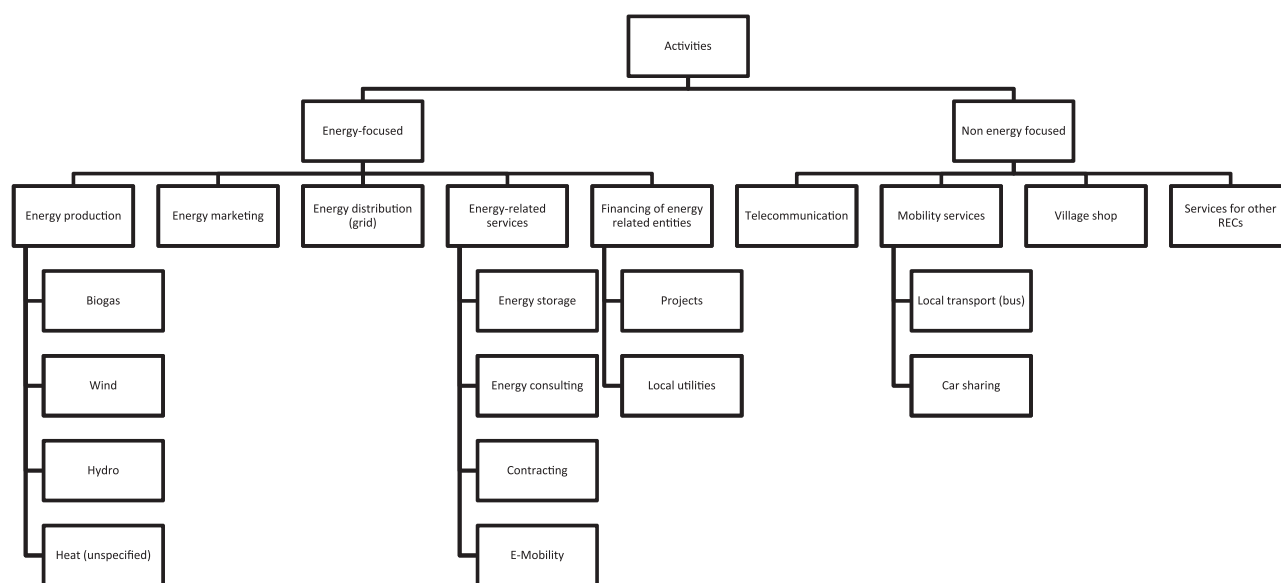 Activities
Energy-focused
Non energy focused
Energy production
Energy marketing
Energy distribution
(grid)
Energy-related
services
Financing of energy
related entities
Telecommunication
Mobility services
Village shop
Services for other
RECs
Biogas
Energy storage
Projects
Local transport (bus)
Wind
Energy consulting
Local utilities
Car sharing
Hydro
Contracting
Heat (unspecified)
E-Mobility